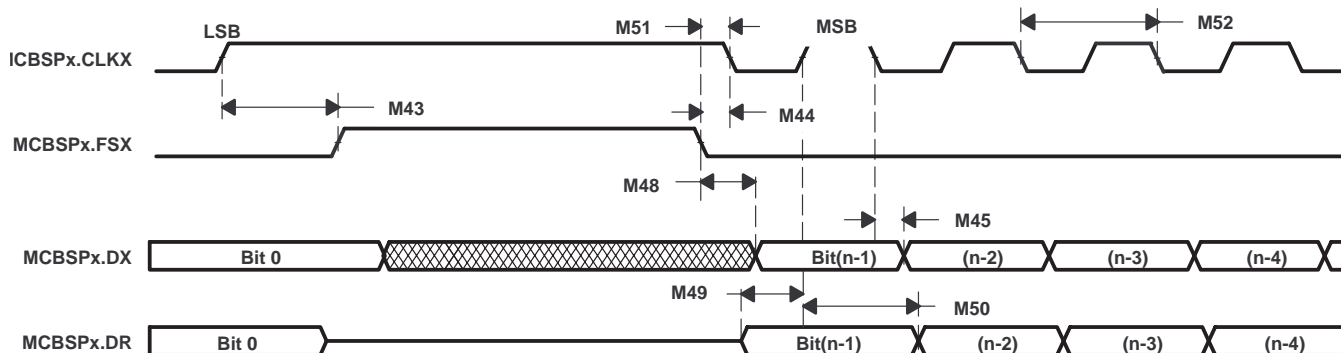 LSB
M51
MSB
M52
ICBSPx.CLKX
M43
M44
MCBSPx.FSX
M48
M45
MCBSPx.DX
Bit 0
Bit(n-1)
(n-2)
(n-3)
(n-4)
M49
M50
MCBSPx.DR
Bit 0
Bit(n-1)
(n-2)
(n-3)
(n-4)